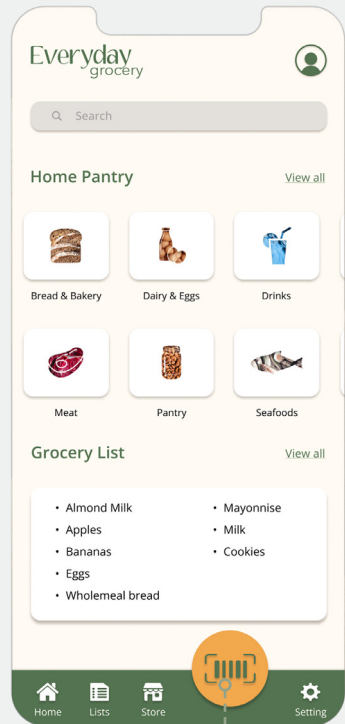 Everyday
grocery
Search
Home Pantry View all
Bread & Bakery Dairy & Eggs Drinks
Meat Pantry Seafoods
Grocery List View all
• Almond Milk
• Apples
• Bananas
• Eggs
• Wholemeal bread
• Mayonnise
• Milk
• Cookies
Home Lists Store Setting